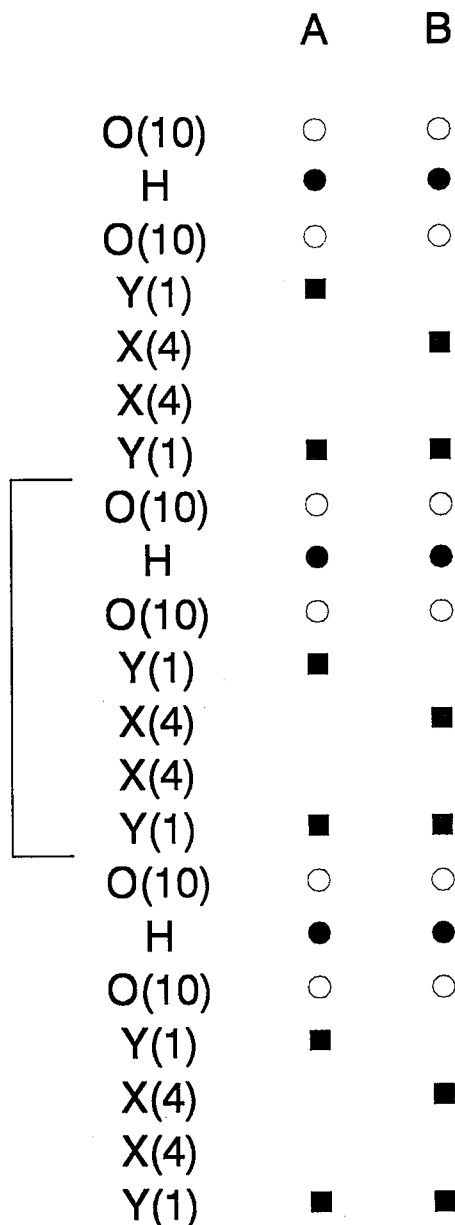 A B
O(10)
H
O(10)
Y(1)
X(4)
X(4)
Y(1)
O(10)
H
O(10)
Y(1)
X(4)
X(4)
Y(1)
O(10)
H
O(10)
Y(1)
X(4)
X(4)
Y(1)